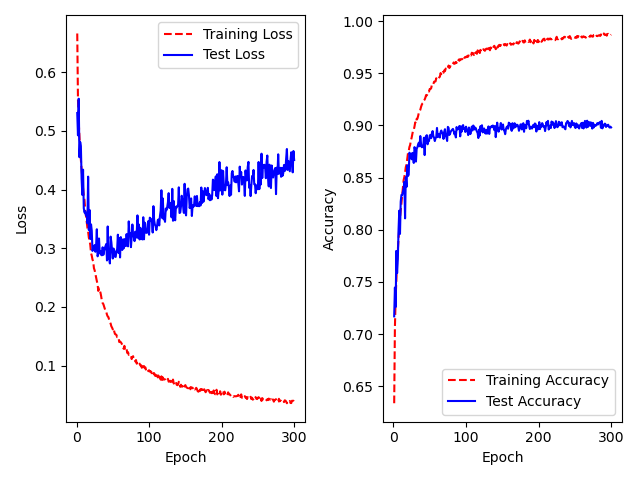 Training Loss
Test Loss
0.6
0.5
0.4
0.3
0.2
0.1
Loss
0 100 200 300
Epoch
1.00
0.95
0.90
0.85
0.80
0.75
0.70
0.65
Accuracy
Training Accuracy
Test Accuracy
0 100 200 300
Epoch